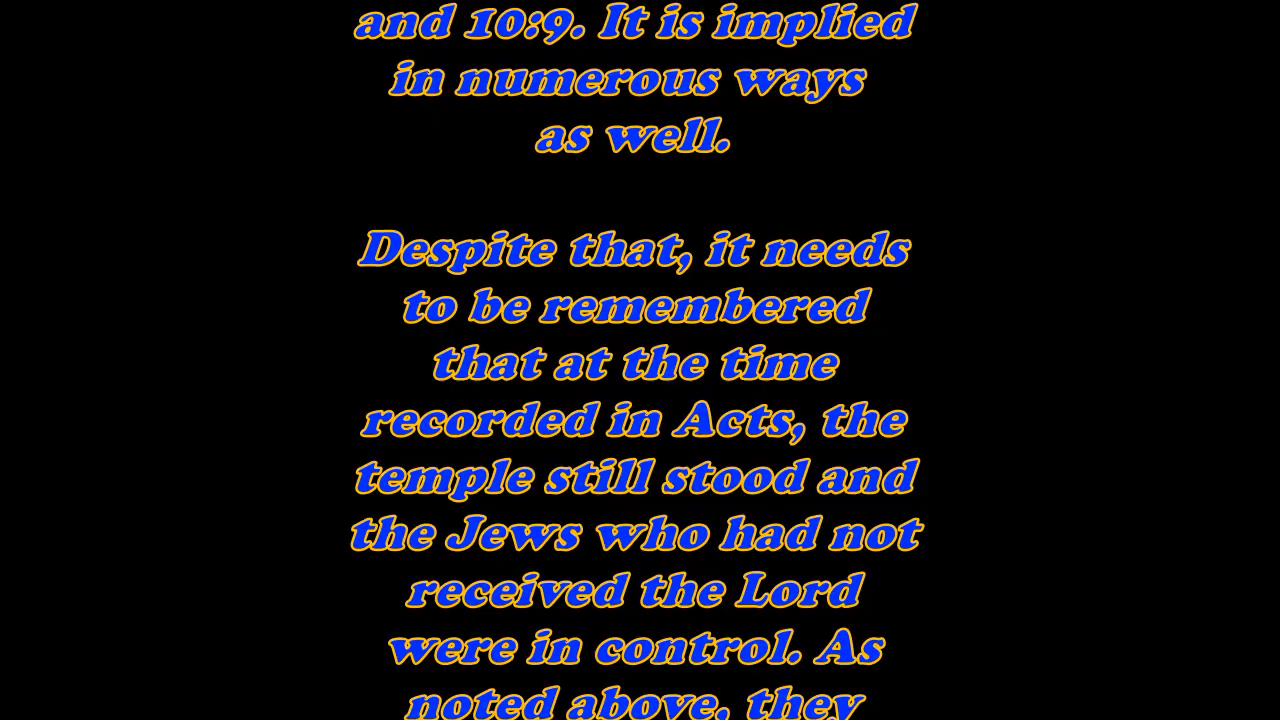 and 10:9. It is implied
in numerous ways
as well.
Despite that, it needs
to be remembered
that at the time
recorded in Acts, the
temple still stood and
the Jews who had not
received the Lord
were in control. As
noted above, they